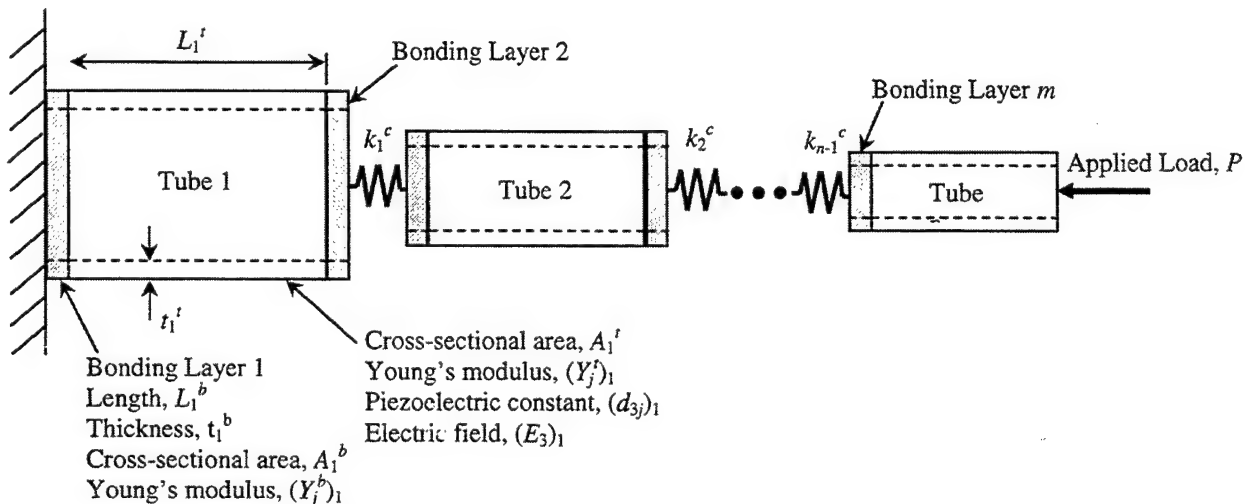 L₁ᵗ
Bonding Layer 2
Bonding Layer m
k₁ᶜ
k₂ᶜ
kₙ₋₁ᶜ
Applied Load, P
Tube 1
Tube 2
Tube
t₁ᵗ
Bonding Layer 1
Length, L₁ᵇ
Thickness, t₁ᵇ
Cross-sectional area, A₁ᵇ
Young's modulus, (Yⱼᵇ)₁
Cross-sectional area, A₁ᵗ
Young's modulus, (Yⱼᵗ)₁
Piezoelectric constant, (d₃ⱼ)₁
Electric field, (E₃)₁